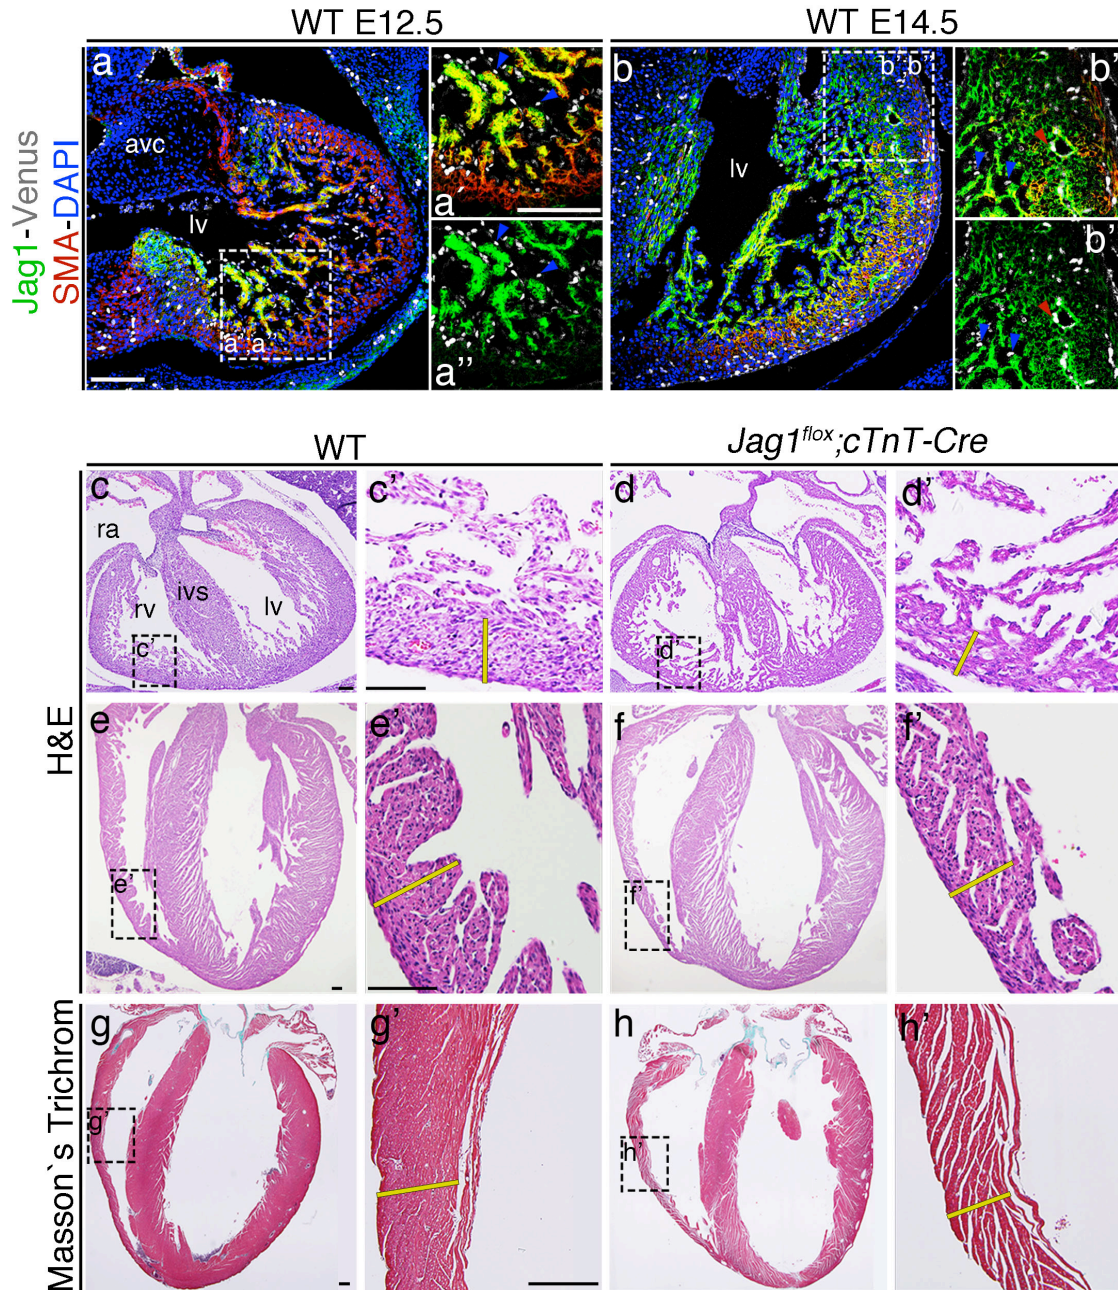 WT E12.5
WT E14.5
Jag1-Venus
SMA-DAPI
a
avc
lv
a' a''
a
a''
b
b',b''
lv
b'
b'
WT
Jag1flox;cTnT-Cre
H&E
c
ra
rv
ivs
lv
c'
c'
d
d'
d'
e
e'
e'
f
f'
f'
Masson`s Trichrom
g
g'
g'
h
h'
h'